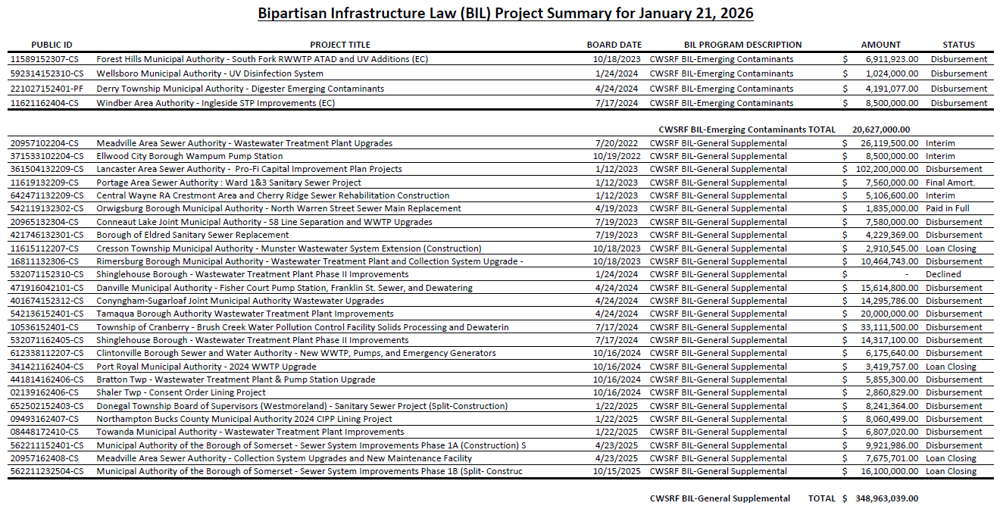 Bipartisan Infrastructure Law (BIL) Project Summary for January 21, 2026
PUBLIC ID PROJECT TITLE BOARD DATE BIL PROGRAM DESCRIPTION AMOUNT STATUS
11589152307-CS Forest Hills Municipal Authority - South Fork RWWTP ATAD and UV Additions (EC) 10/18/2023 CWSRF BIL-Emerging Contaminants $ 6,911,923.00 Disbursement
592314152310-CS Wellsboro Municipal Authority - UV Disinfection System 1/24/2024 CWSRF BIL-Emerging Contaminants $ 1,024,000.00 Disbursement
221027152401-PF Derry Township Municipal Authority - Digester Emerging Contaminants 4/24/2024 CWSRF BIL-Emerging Contaminants $ 4,191,077.00 Disbursement
11621162404-CS Windber Area Authority - Ingleside STP Improvements (EC) 7/17/2024 CWSRF BIL-Emerging Contaminants $ 8,500,000.00 Disbursement
CWSRF BIL-Emerging Contaminants TOTAL 20,627,000.00
20957102204-CS Meadville Area Sewer Authority - Wastewater Treatment Plant Upgrades 7/20/2022 CWSRF BIL-General Supplemental $ 26,119,500.00 Interim
371533102204-CS Ellwood City Borough Wampum Pump Station 10/19/2022 CWSRF BIL-General Supplemental $ 8,500,000.00 Interim
361504132209-CS Lancaster Area Sewer Authority - Pro-Fi Capital Improvement Plan Projects 1/12/2023 CWSRF BIL-General Supplemental $ 102,200,000.00 Disbursement
11619132209-CS Portage Area Sewer Authority : Ward 1&3 Sanitary Sewer Project 1/12/2023 CWSRF BIL-General Supplemental $ 7,560,000.00 Final Amort.
642471132209-CS Central Wayne RA Crestmont Area and Cherry Ridge Sewer Rehabilitation Construction 1/12/2023 CWSRF BIL-General Supplemental $ 5,106,600.00 Interim
542119132302-CS Orwigsburg Borough Municipal Authority - North Warren Street Sewer Main Replacement 4/19/2023 CWSRF BIL-General Supplemental $ 1,835,000.00 Paid in Full
20965132304-CS Conneaut Lake Joint Municipal Authority - S8 Line Separation and WWTP Upgrades 7/19/2023 CWSRF BIL-General Supplemental $ 7,580,000.00 Disbursement
421746132301-CS Borough of Eldred Sanitary Sewer Replacement 7/19/2023 CWSRF BIL-General Supplemental $ 4,229,369.00 Disbursement
11615112207-CS Cresson Township Municipal Authority - Munster Wastewater System Extension (Construction) 10/18/2023 CWSRF BIL-General Supplemental $ 2,910,545.00 Loan Closing
16811132306-CS Rimersburg Borough Municipal Authority - Wastewater Treatment Plant and Collection System Upgrade - 10/18/2023 CWSRF BIL-General Supplemental $ 10,464,743.00 Disbursement
532071152310-CS Shinglehouse Borough - Wastewater Treatment Plant Phase II Improvements 1/24/2024 CWSRF BIL-General Supplemental $ - Declined
471916042101-CS Danville Municipal Authority - Fisher Court Pump Station, Franklin St. Sewer, and Dewatering 4/24/2024 CWSRF BIL-General Supplemental $ 15,614,800.00 Disbursement
401674152312-CS Conyngham-Sugarloaf Joint Municipal Authority Wastewater Upgrades 4/24/2024 CWSRF BIL-General Supplemental $ 14,295,786.00 Disbursement
542136152401-CS Tamaqua Borough Authority Wastewater Treatment Plant Improvements 4/24/2024 CWSRF BIL-General Supplemental $ 20,000,000.00 Disbursement
10536152401-CS Township of Cranberry - Brush Creek Water Pollution Control Facility Solids Processing and Dewaterin 7/17/2024 CWSRF BIL-General Supplemental $ 33,111,500.00 Disbursement
532071162405-CS Shinglehouse Borough - Wastewater Treatment Plant Phase II Improvements 7/17/2024 CWSRF BIL-General Supplemental $ 14,317,100.00 Disbursement
612338112207-CS Clintonville Borough Sewer and Water Authority - New WWTP, Pumps, and Emergency Generators 10/16/2024 CWSRF BIL-General Supplemental $ 6,175,640.00 Disbursement
341421162404-CS Port Royal Municipal Authority - 2024 WWTP Upgrade 10/16/2024 CWSRF BIL-General Supplemental $ 3,419,757.00 Loan Closing
441814162406-CS Bratton Twp - Wastewater Treatment Plant & Pump Station Upgrade 10/16/2024 CWSRF BIL-General Supplemental $ 5,855,300.00 Disbursement
02139162406-CS Shaler Twp - Consent Order Lining Project 10/16/2024 CWSRF BIL-General Supplemental $ 2,860,829.00 Disbursement
652502152403-CS Donegal Township Board of Supervisors (Westmoreland) - Sanitary Sewer Project (Split-Construction) 1/22/2025 CWSRF BIL-General Supplemental $ 8,241,364.00 Disbursement
09493162407-CS Northampton Bucks County Municipal Authority 2024 CIPP Lining Project 1/22/2025 CWSRF BIL-General Supplemental $ 8,060,499.00 Disbursement
08448172410-CS Towanda Municipal Authority - Wastewater Treatment Plant Improvements 1/22/2025 CWSRF BIL-General Supplemental $ 6,807,020.00 Disbursement
562211152401-CS Municipal Authority of the Borough of Somerset - Sewer System Improvements Phase 1A (Construction) S 4/23/2025 CWSRF BIL-General Supplemental $ 9,921,986.00 Disbursement
20957162408-CS Meadville Area Sewer Authority - Collection System Upgrades and New Maintenance Facility 4/23/2025 CWSRF BIL-General Supplemental $ 7,675,701.00 Loan Closing
562211232504-CS Municipal Authority of the Borough of Somerset - Sewer System Improvements Phase 1B (Split- Construc 10/15/2025 CWSRF BIL-General Supplemental $ 16,100,000.00 Loan Closing
CWSRF BIL-General Supplemental TOTAL $ 348,963,039.00